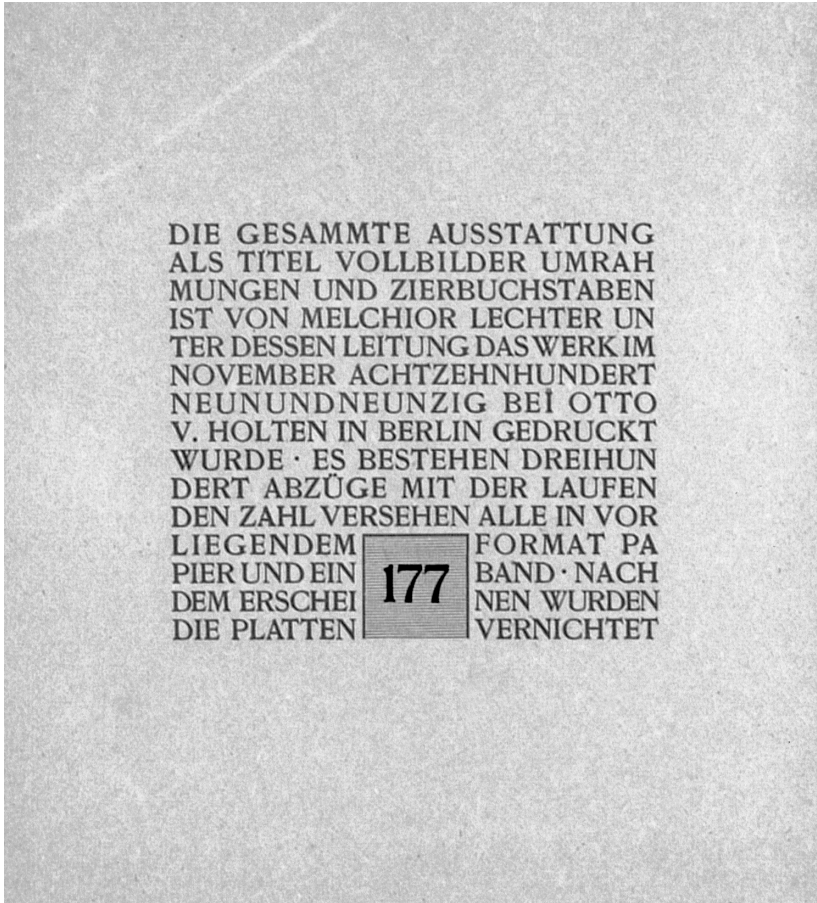 DIE GESAMMTE AUSSTATTUNG
ALS TITEL VOLLBILDER UMRAH
MUNGEN UND ZIERBUCHSTABEN
IST VON MELCHIOR LECHTER UN
TER DESSEN LEITUNG DAS WERK IM
NOVEMBER ACHTZEHNHUNDERT
NEUNUNDNEUNZIG BEI OTTO
V. HOLTEN IN BERLIN GEDRUCKT
WURDE · ES BESTEHEN DREIHUN
DERT ABZÜGE MIT DER LAUFEN
DEN ZAHL VERSEHEN ALLE IN VOR
LIEGENDEM FORMAT PA
PIER UND EIN 177 BAND · NACH
DEM ERSCHEI NEN WURDEN
DIE PLATTEN VERNICHTET